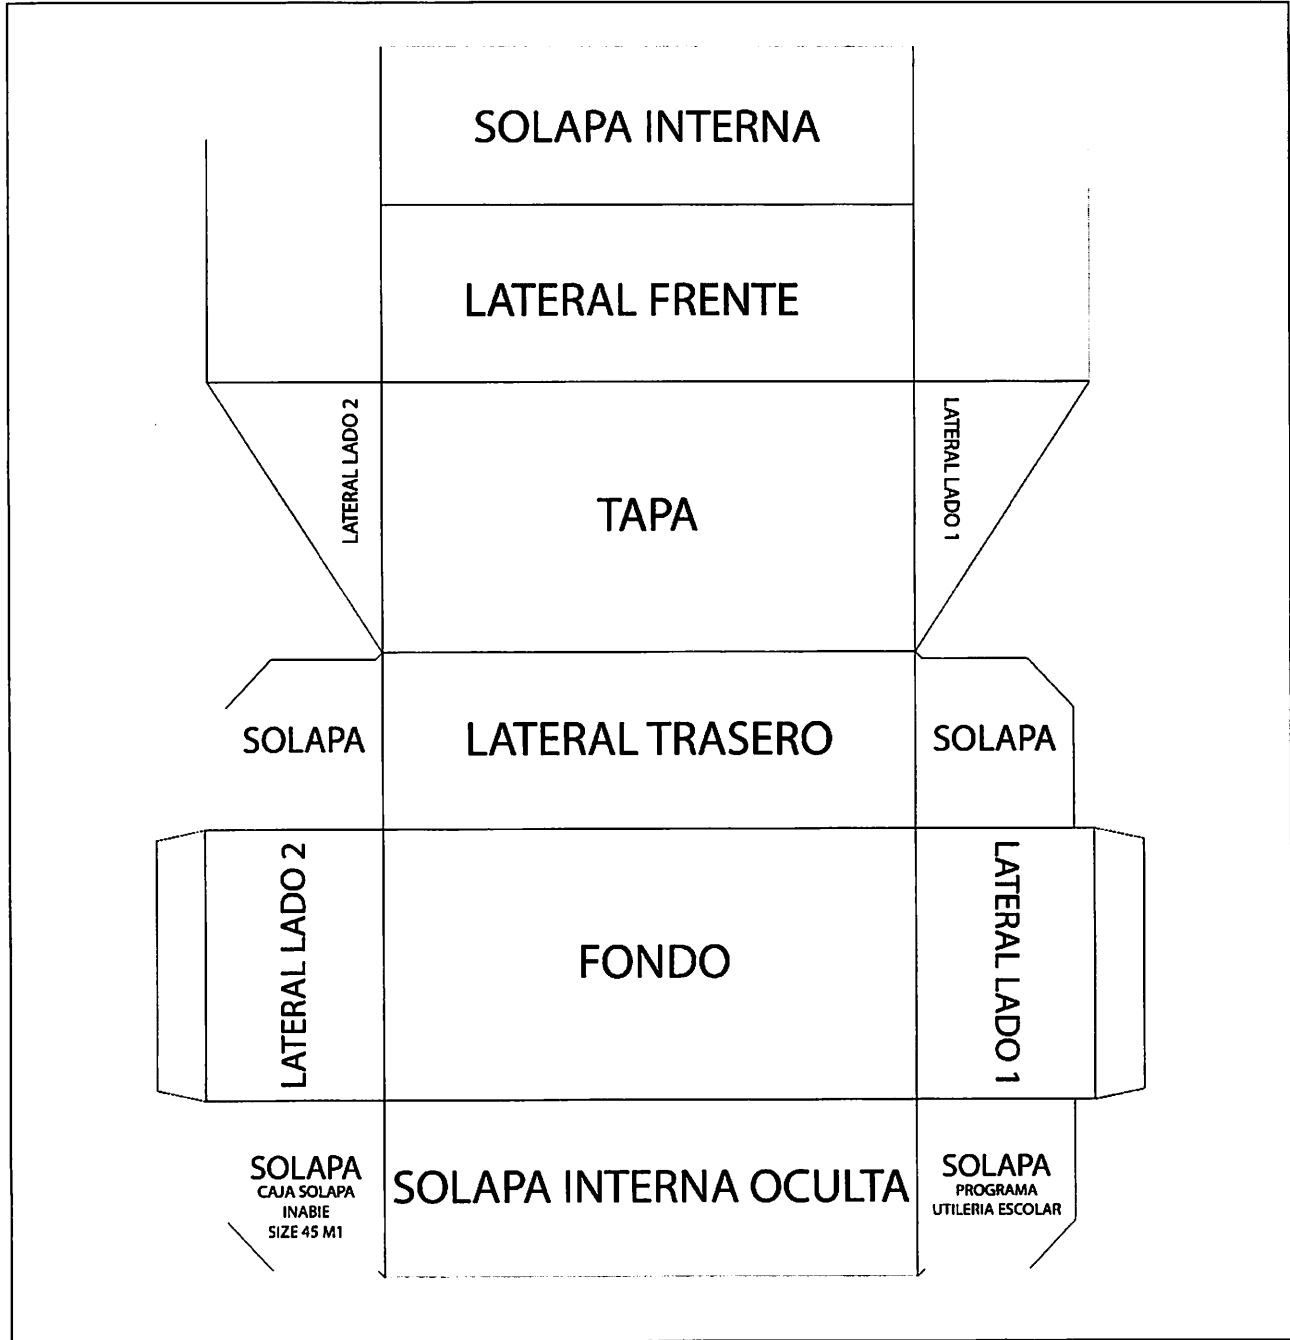 SOLAPA INTERNA
LATERAL FRENTE
LATERAL LADO 2
TAPA
LATERAL LADO 1
SOLAPA
LATERAL TRASERO
SOLAPA
LATERAL LADO 2
FONDO
LATERAL LADO 1
SOLAPA
CAJA SOLAPA
INABIE
SIZE 45 M1
SOLAPA INTERNA OCULTA
SOLAPA
PROGRAMA
UTILERIA ESCOLAR